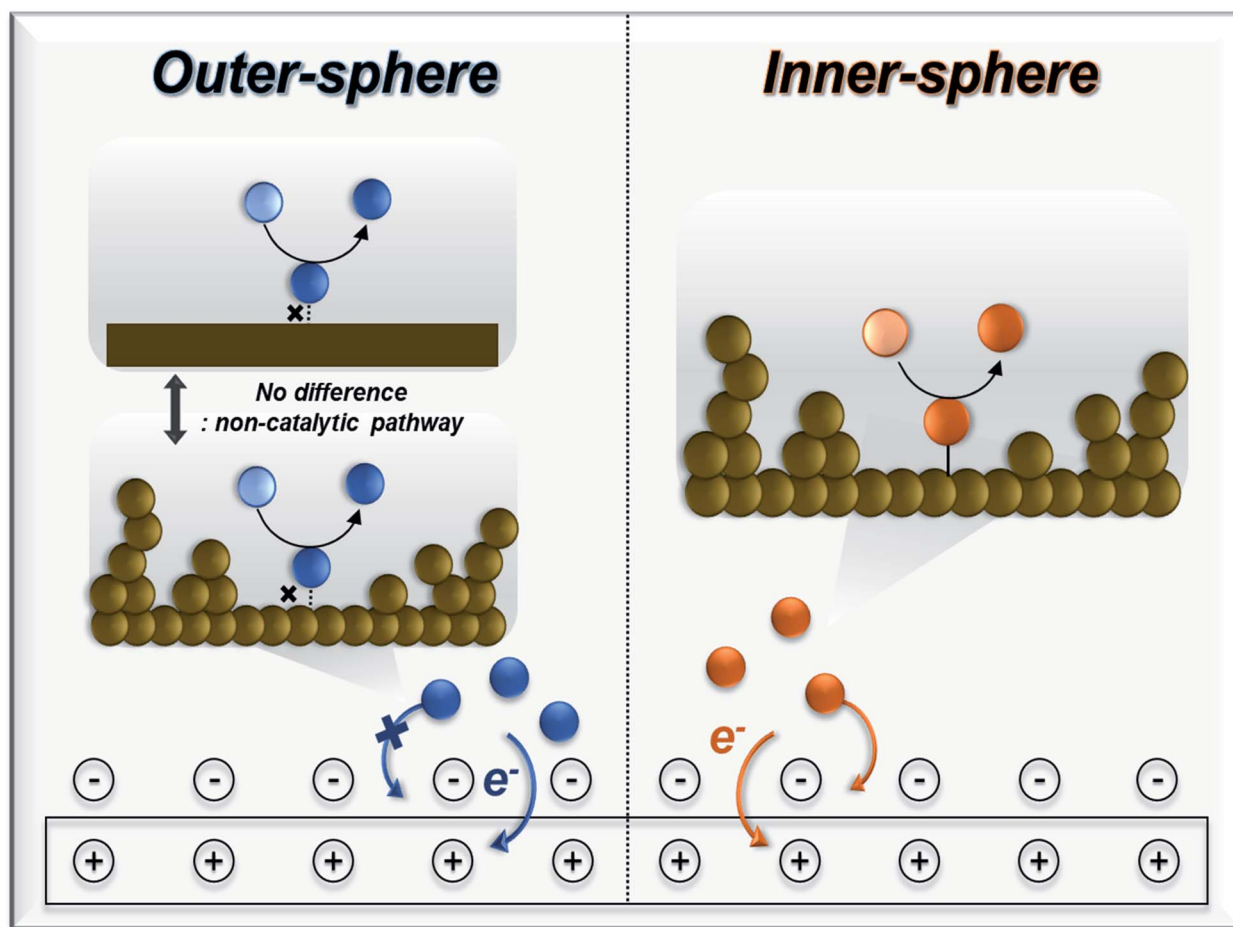 Outer-sphere
Inner-sphere
No difference
: non-catalytic pathway
e-
e-
- - - - - - - - - -
+ + + + + + + + + +